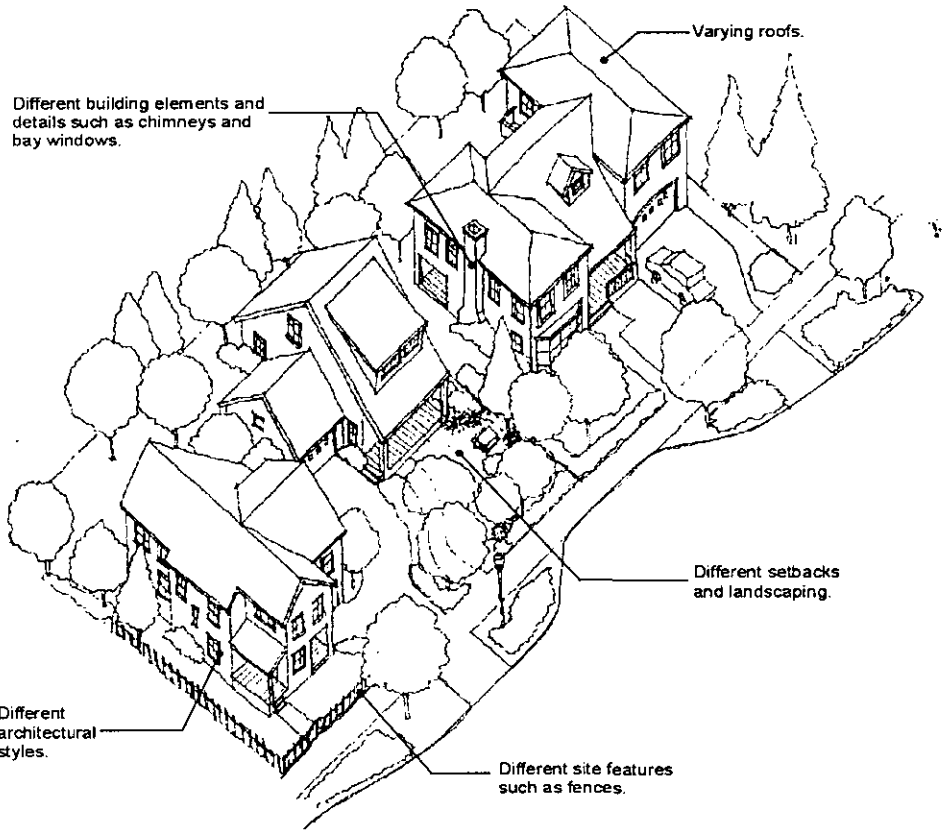 Varying roofs.
Different building elements and
details such as chimneys and
bay windows.
Different setbacks
and landscaping.
Different
architectural
styles.
Different site features
such as fences.